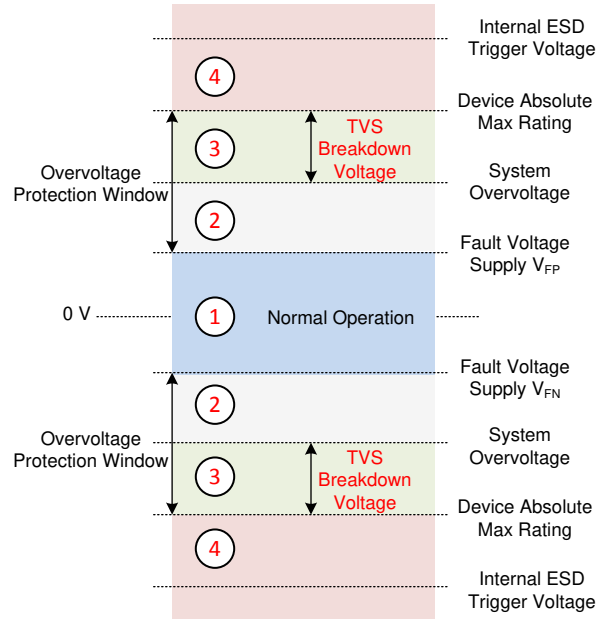 Internal ESD
Trigger Voltage
4
Device Absolute
Max Rating
TVS
Breakdown
Voltage
3
Overvoltage
Protection Window
System
Overvoltage
2
Fault Voltage
Supply VFP
0 V
1
Normal Operation
Fault Voltage
Supply VFN
2
System
Overvoltage
Overvoltage
Protection Window
TVS
Breakdown
Voltage
3
Device Absolute
Max Rating
4
Internal ESD
Trigger Voltage